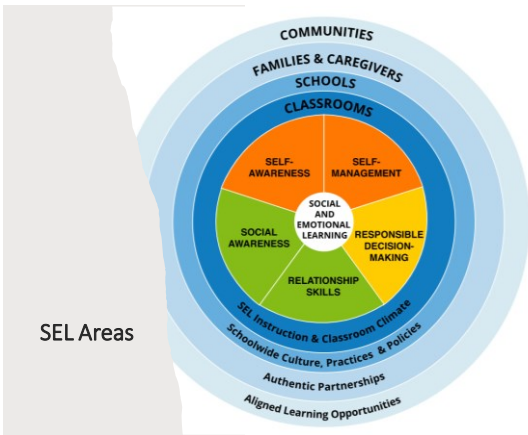 COMMUNITIES
FAMILIES & CAREGIVERS
SCHOOLS
CLASSROOMS
SELF-
AWARENESS
SELF-
MANAGEMENT
SOCIAL
AND
EMOTIONAL
LEARNING
SOCIAL
AWARENESS
RESPONSIBLE
DECISION-
MAKING
RELATIONSHIP
SKILLS
SEL Instruction & Classroom Climate
Schoolwide Culture, Practices & Policies
Authentic Partnerships
Aligned Learning Opportunities
SEL Areas